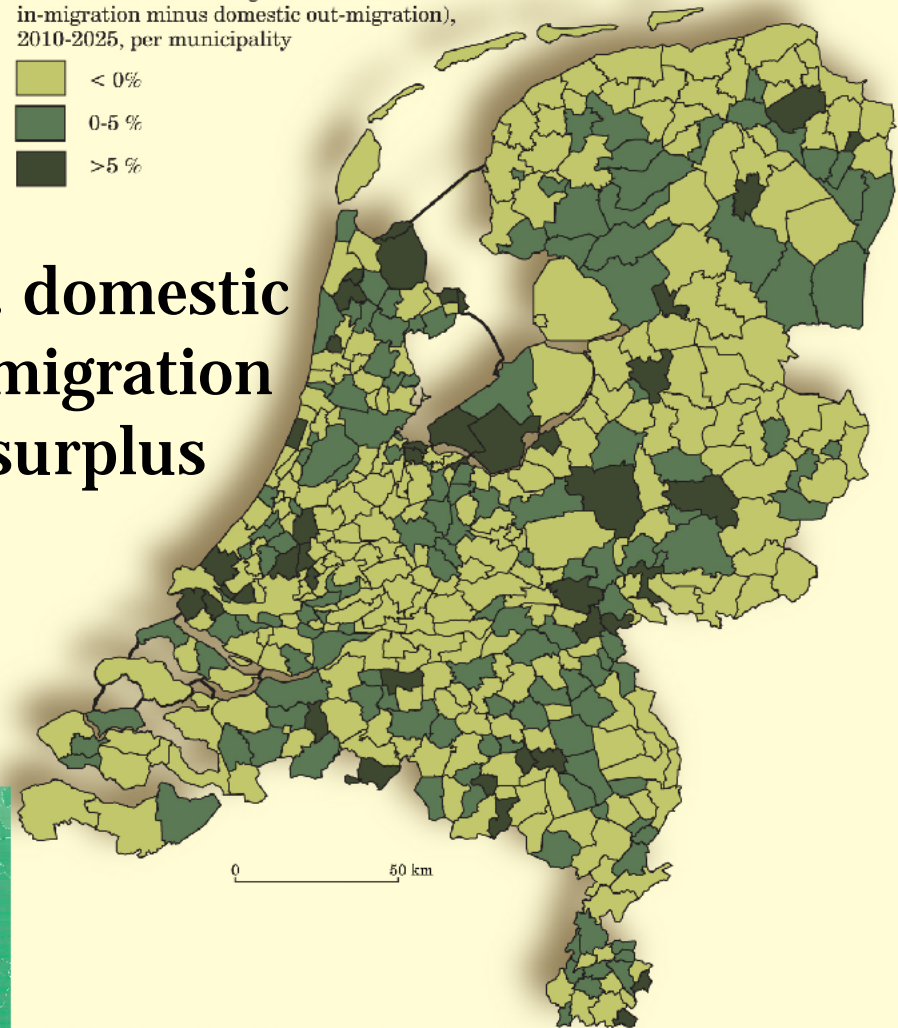 in-migration minus domestic out-migration),
2010-2025, per municipality
< 0%
0-5 %
>5 %
domestic
migration
surplus
0 50 km